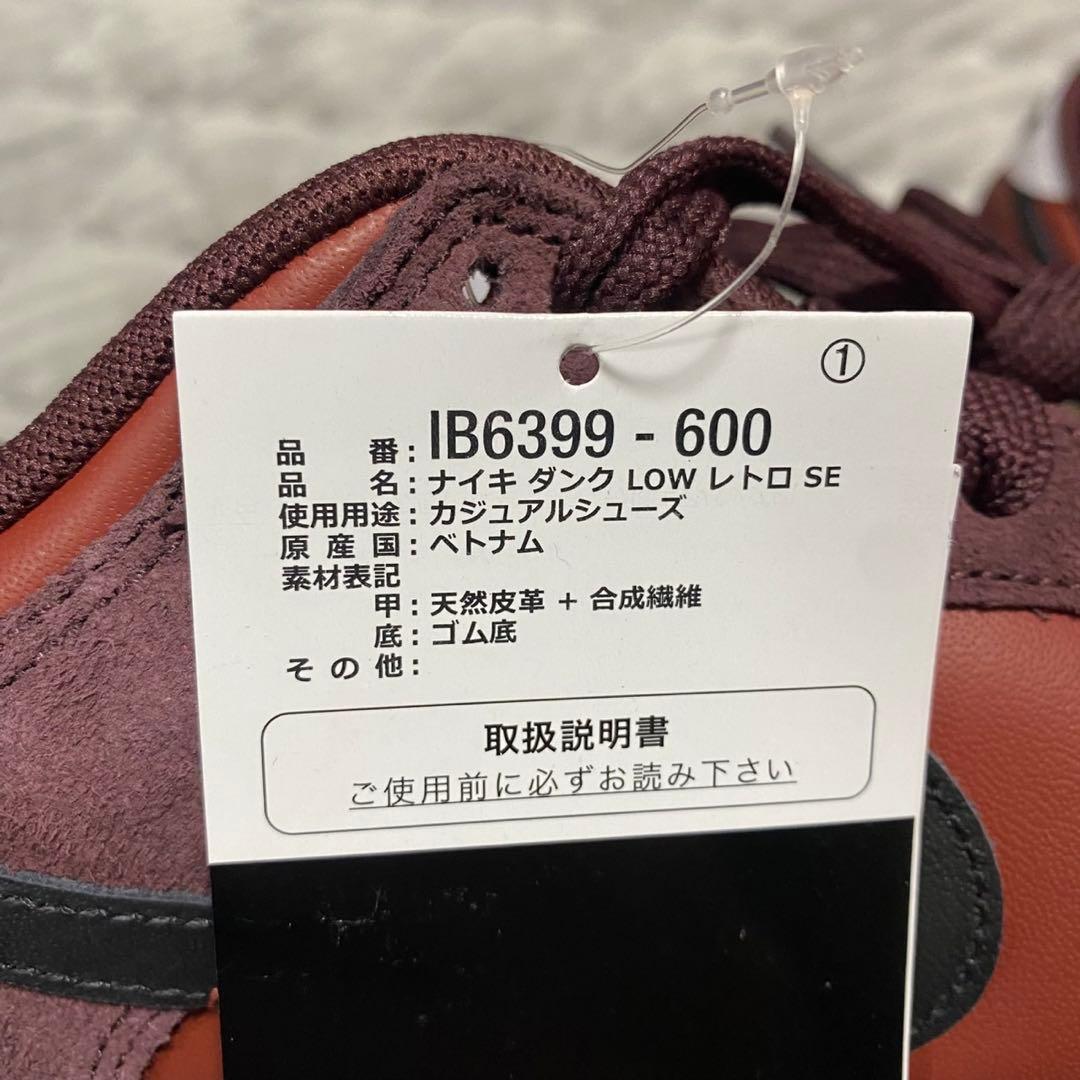 ①
品番：IB6399 - 600
品名：ナイキ ダンク LOW レトロ SE
使用用途：カジュアルシューズ
原産国：ベトナム
素材表記
甲：天然皮革 + 合成繊維
底：ゴム底
その他：
取扱説明書
ご使用前に必ずお読み下さい